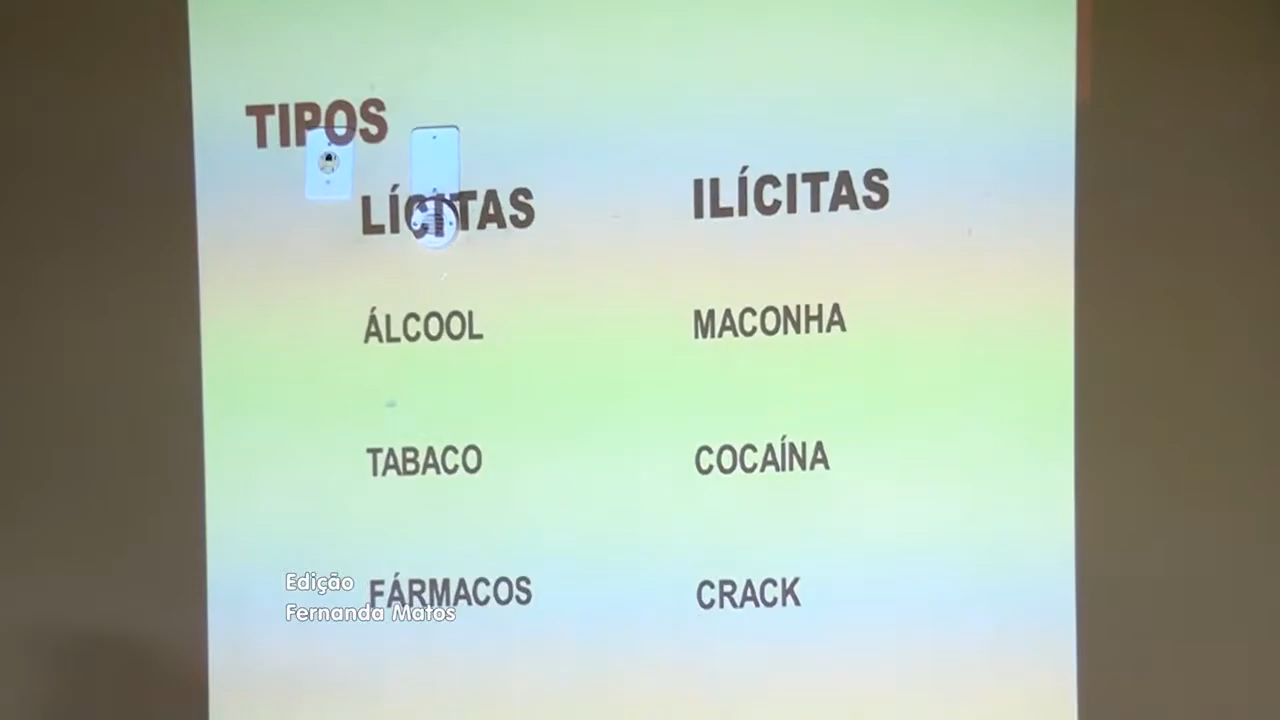 TIPOS
LÍCITAS
ILÍCITAS
ÁLCOOL
MACONHA
TABACO
COCAÍNA
FÁRMACOS
CRACK
Edição
Fernanda Matos